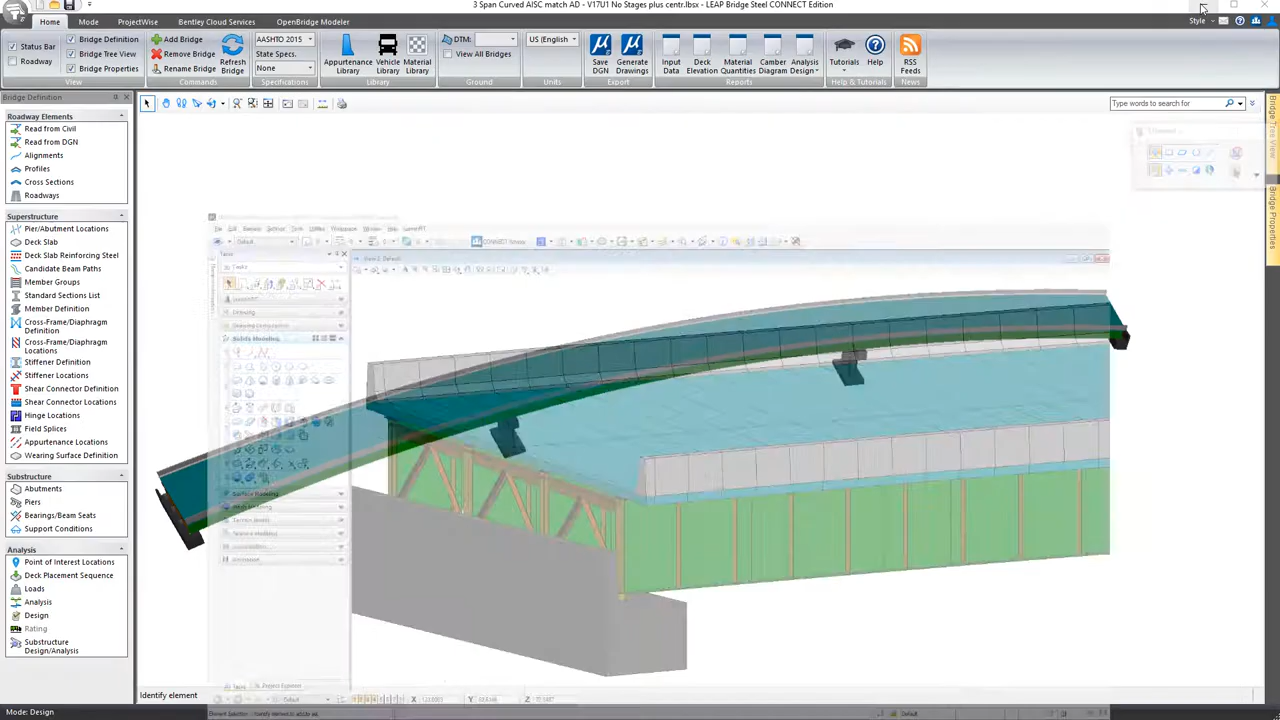 3 Span Curved AISC match AD - V17U1 No Stages plus centr.lbsx - LEAP Bridge Steel CONNECT Edition
Home Mode ProjectWise Bentley Cloud Services OpenBridge Modeler Style
Status Bar
Roadway
Bridge Definition
Bridge Tree View
Bridge Properties
View
Add Bridge
Remove Bridge
Rename Bridge
Refresh Bridge
Commands
AASHTO 2015
State Specs.
None
Specifications
Appurtenance Library
Vehicle Library
Material Library
Library
DTM:
View All Bridges
Ground
US (English
Units
Save DGN
Generate Drawings
Export
Input Data
Deck Elevation
Material Quantities
Camber Diagram
Analysis Design
Reports
Tutorials
Help
Help & Tutorials
RSS Feeds
News
Bridge Definition
Type words to search for
Roadway Elements
Read from Civil
Read from DGN
Alignments
Profiles
Cross Sections
Roadways
Superstructure
Pier/Abutment Locations
Deck Slab
Deck Slab Reinforcing Steel
Candidate Beam Paths
Member Groups
Standard Sections List
Member Definition
Cross-Frame/Diaphragm
Definition
Cross-Frame/Diaphragm
Locations
Stiffener Definition
Stiffener Locations
Shear Connector Definition
Shear Connector Locations
Hinge Locations
Field Splices
Appurtenance Locations
Wearing Surface Definition
Substructure
Abutments
Piers
Bearings/Beam Seats
Support Conditions
Analysis
Point of Interest Locations
Deck Placement Sequence
Loads
Analysis
Design
Rating
Substructure
Design/Analysis
Bridge Tree View
Bridge Properties
Solids Modeling
Identify element
Mode: Design